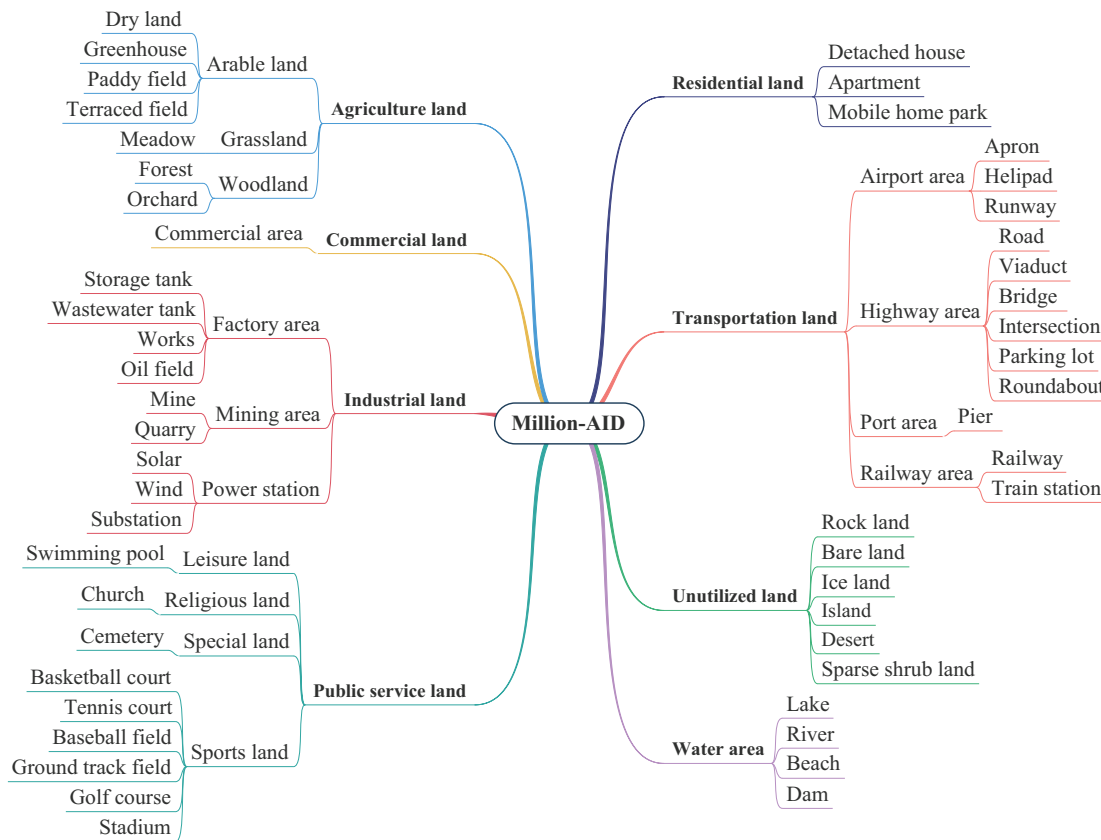 Million-AID
Agriculture land
Arable land
Dry land
Greenhouse
Paddy field
Terraced field
Grassland
Meadow
Woodland
Forest
Orchard
Commercial land
Commercial area
Industrial land
Factory area
Storage tank
Wastewater tank
Works
Oil field
Mining area
Mine
Quarry
Power station
Solar
Wind
Substation
Public service land
Leisure land
Swimming pool
Religious land
Church
Special land
Cemetery
Sports land
Basketball court
Tennis court
Baseball field
Ground track field
Golf course
Stadium
Residential land
Detached house
Apartment
Mobile home park
Transportation land
Airport area
Apron
Helipad
Runway
Highway area
Road
Viaduct
Bridge
Intersection
Parking lot
Roundabout
Port area
Pier
Railway area
Railway
Train station
Unutilized land
Rock land
Bare land
Ice land
Island
Desert
Sparse shrub land
Water area
Lake
River
Beach
Dam